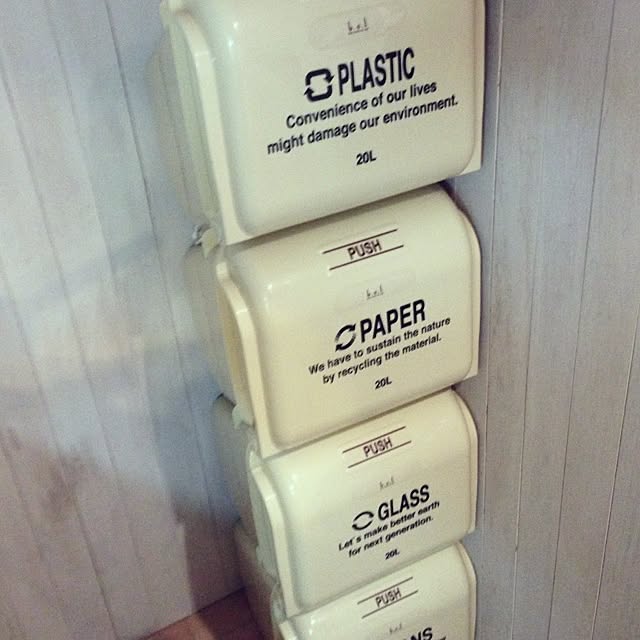 PLASTIC
Convenience of our lives
might damage our environment.
20L
PUSH
PAPER
We have to sustain the nature
by recycling the material.
20L
PUSH
GLASS
Let's make better earth
for next generation.
20L
PUSH